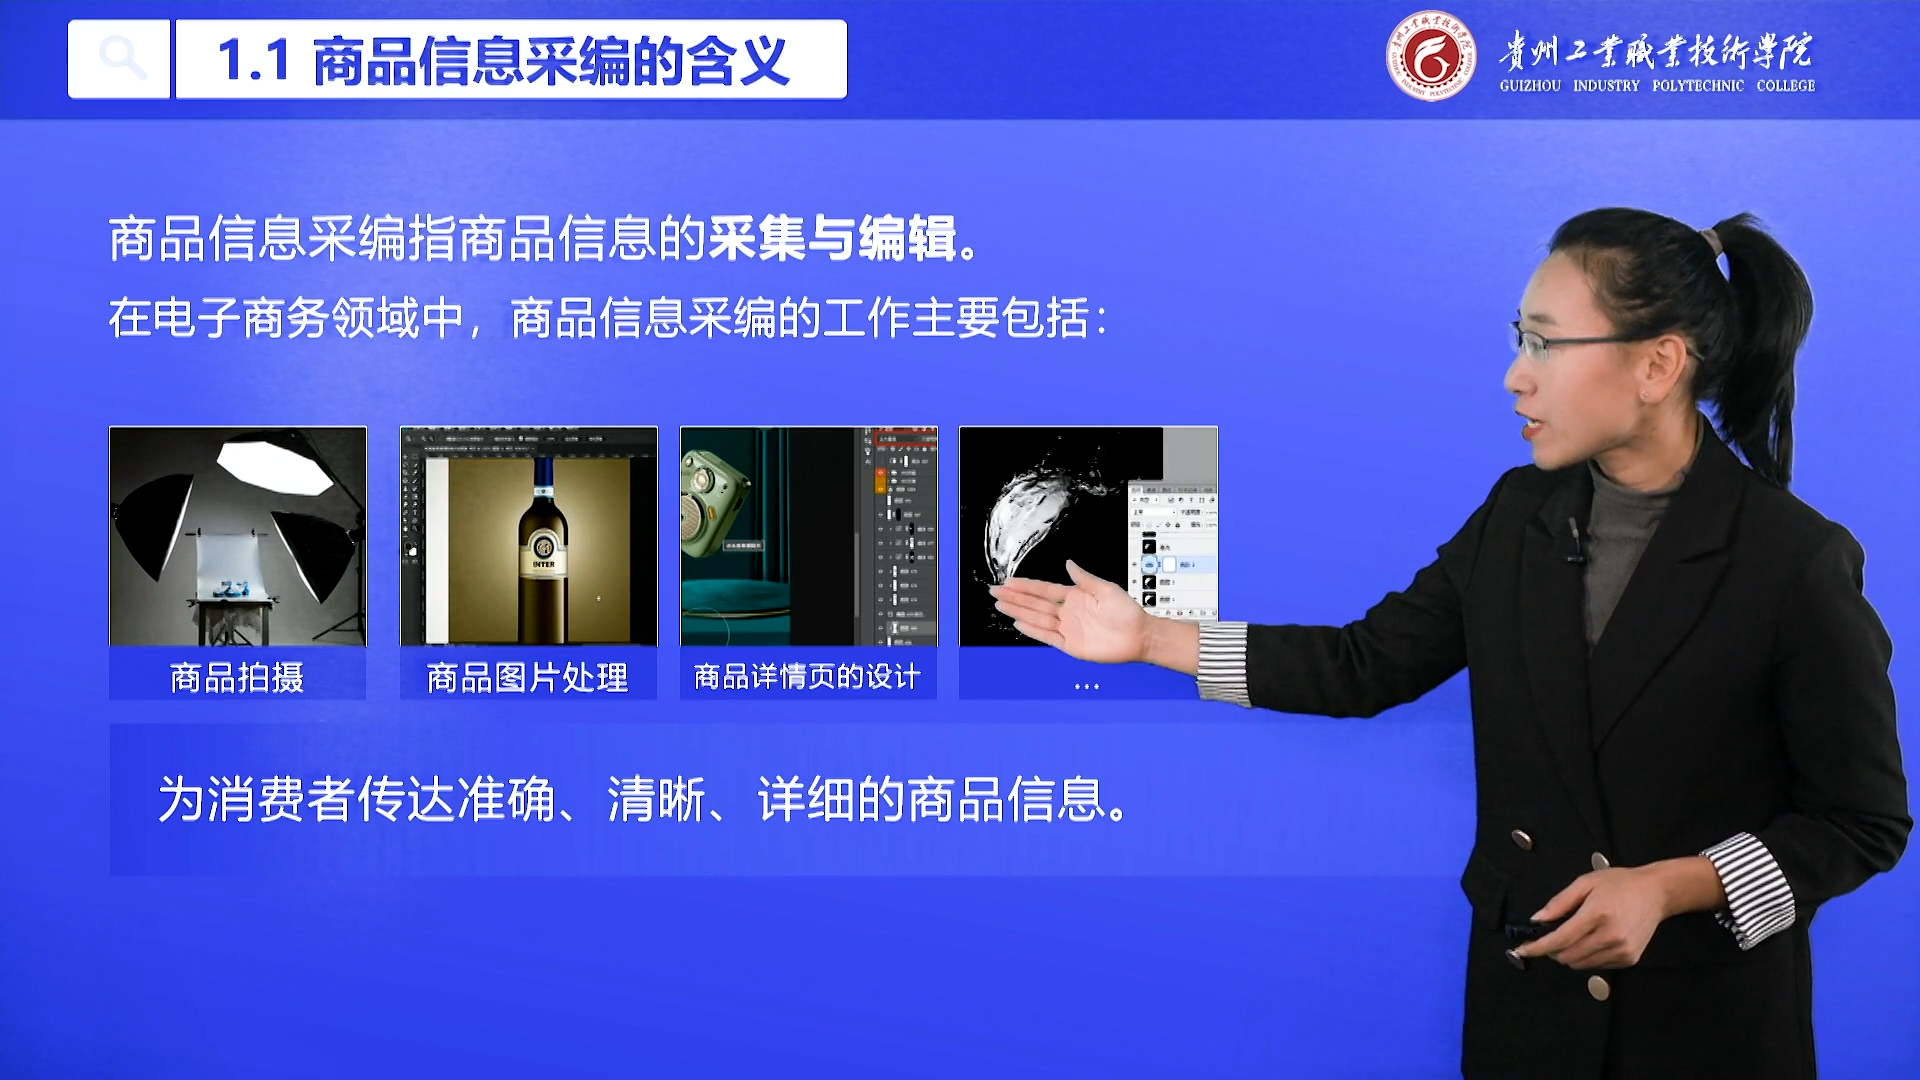 1.1 商品信息采编的含义
贵州工业职业技术学院
GUIZHOU INDUSTRY POLYTECHNIC COLLEGE
商品信息采编指商品信息的采集与编辑。
在电子商务领域中，商品信息采编的工作主要包括：
INTER
商品拍摄
商品图片处理
商品详情页的设计
...
为消费者传达准确、清晰、详细的商品信息。